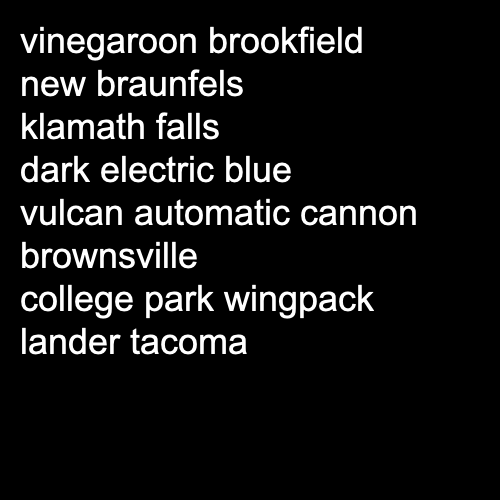 vinegaroon brookfield
new braunfels
klamath falls
dark electric blue
vulcan automatic cannon
brownsville
college park wingpack
lander tacoma